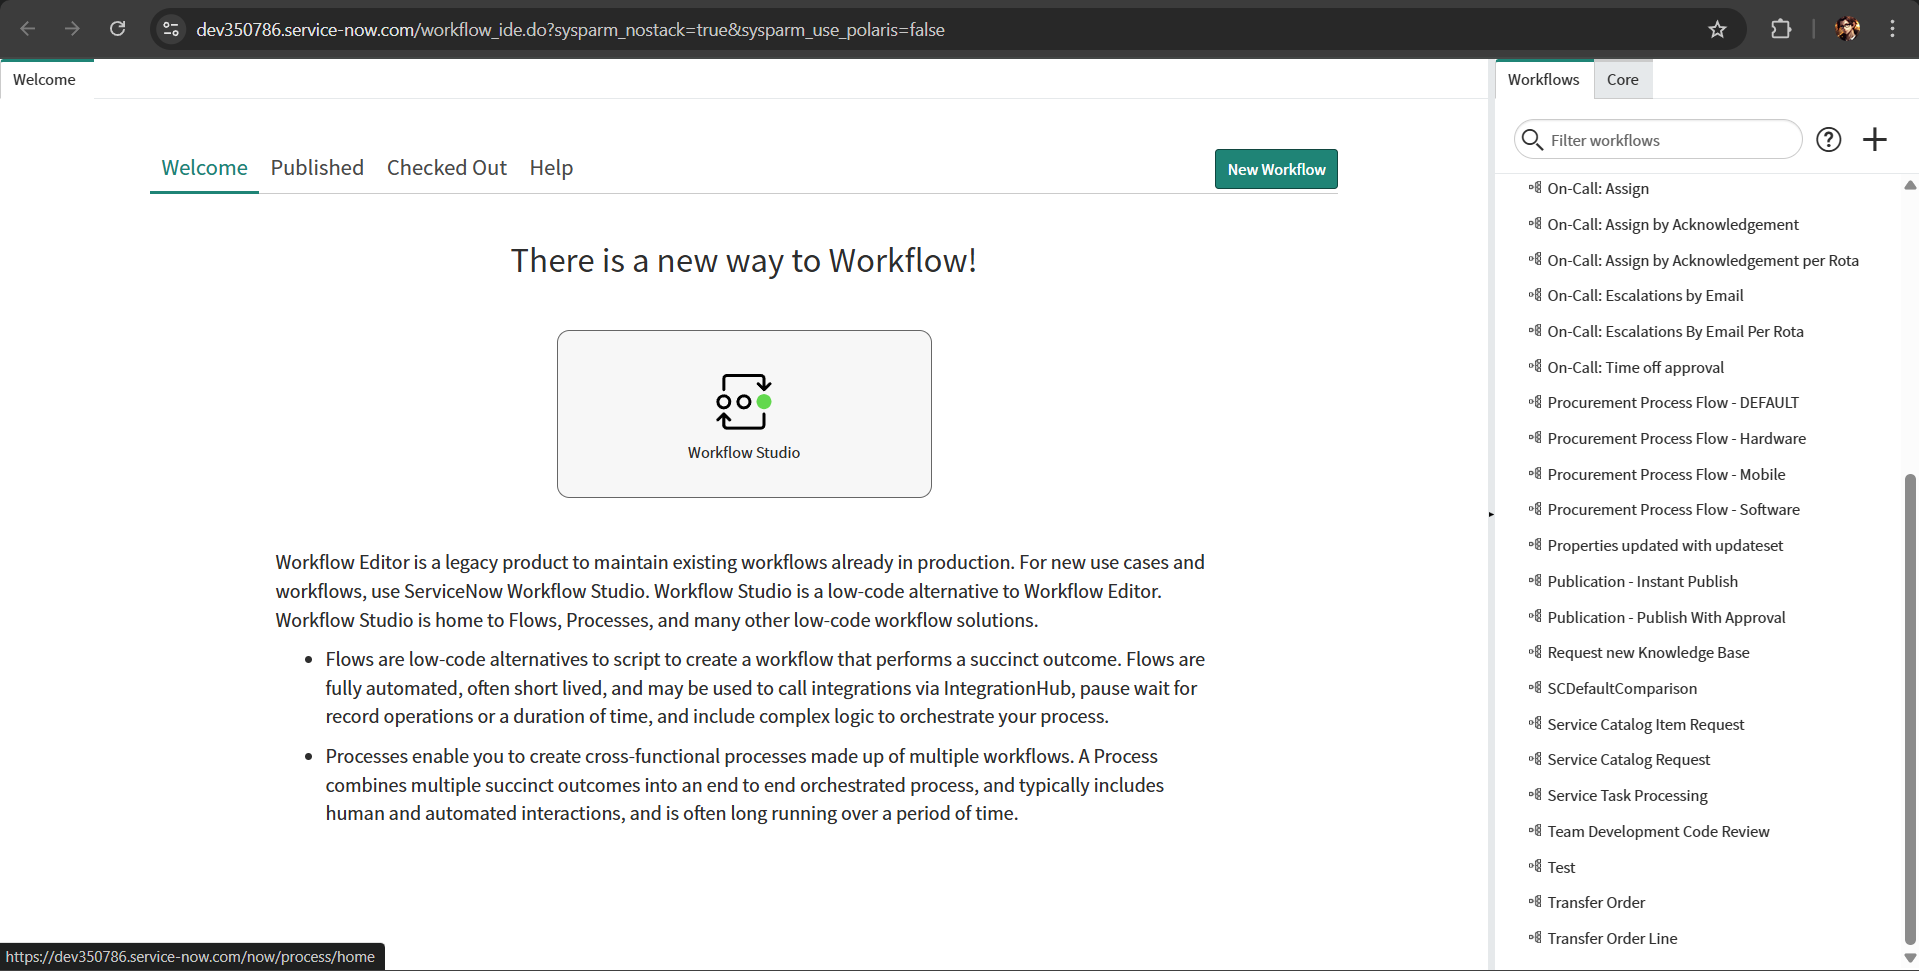 dev350786.service-now.com/workflow_ide.do?sysparm_nostack=true&sysparm_use_polaris=false
Welcome
Workflows
Core
Filter workflows
Welcome
Published
Checked Out
Help
New Workflow
There is a new way to Workflow!
Workflow Studio
Workflow Editor is a legacy product to maintain existing workflows already in production. For new use cases and
workflows, use ServiceNow Workflow Studio. Workflow Studio is a low-code alternative to Workflow Editor.
Workflow Studio is home to Flows, Processes, and many other low-code workflow solutions.
• Flows are low-code alternatives to script to create a workflow that performs a succinct outcome. Flows are
fully automated, often short lived, and may be used to call integrations via IntegrationHub, pause wait for
record operations or a duration of time, and include complex logic to orchestrate your process.
• Processes enable you to create cross-functional processes made up of multiple workflows. A Process
combines multiple succinct outcomes into an end to end orchestrated process, and typically includes
human and automated interactions, and is often long running over a period of time.
On-Call: Assign
On-Call: Assign by Acknowledgement
On-Call: Assign by Acknowledgement per Rota
On-Call: Escalations by Email
On-Call: Escalations By Email Per Rota
On-Call: Time off approval
Procurement Process Flow - DEFAULT
Procurement Process Flow - Hardware
Procurement Process Flow - Mobile
Procurement Process Flow - Software
Properties updated with updateset
Publication - Instant Publish
Publication - Publish With Approval
Request new Knowledge Base
SCDefaultComparison
Service Catalog Item Request
Service Catalog Request
Service Task Processing
Team Development Code Review
Test
Transfer Order
Transfer Order Line
https://dev350786.service-now.com/now/process/home